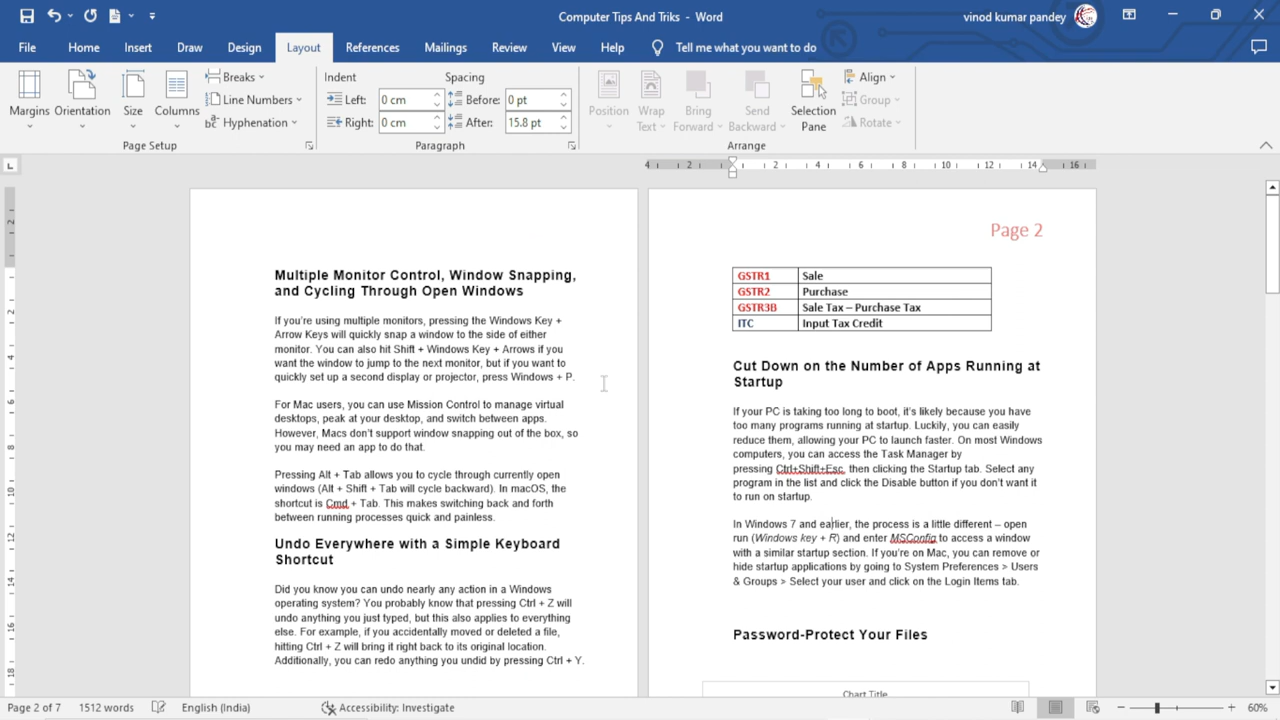 Computer Tips And Triks - Word
vinod kumar pandey
File Home Insert Draw Design Layout References Mailings Review View Help Tell me what you want to do
Margins Orientation Size Columns
Breaks
Line Numbers
Hyphenation
Page Setup
Indent Spacing
Left: 0 cm Before: 0 pt
Right: 0 cm After: 15.8 pt
Paragraph
Position Wrap Text Bring Forward Send Backward Selection Pane
Align
Group
Rotate
Arrange
L
4 2 2 4 6 8 10 12 14 16
2 2 4 6 8 10 12 14 16 18
Multiple Monitor Control, Window Snapping,
and Cycling Through Open Windows
If you're using multiple monitors, pressing the Windows Key +
Arrow Keys will quickly snap a window to the side of either
monitor. You can also hit Shift + Windows Key + Arrows if you
want the window to jump to the next monitor, but if you want to
quickly set up a second display or projector, press Windows + P.
For Mac users, you can use Mission Control to manage virtual
desktops, peak at your desktop, and switch between apps.
However, Macs don't support window snapping out of the box, so
you may need an app to do that.
Pressing Alt + Tab allows you to cycle through currently open
windows (Alt + Shift + Tab will cycle backward). In macOS, the
shortcut is Cmd + Tab. This makes switching back and forth
between running processes quick and painless.
Undo Everywhere with a Simple Keyboard
Shortcut
Did you know you can undo nearly any action in a Windows
operating system? You probably know that pressing Ctrl + Z will
undo anything you just typed, but this also applies to everything
else. For example, if you accidentally moved or deleted a file,
hitting Ctrl + Z will bring it right back to its original location.
Additionally, you can redo anything you undid by pressing Ctrl + Y.
Page 2
GSTR1 Sale
GSTR2 Purchase
GSTR3B Sale Tax – Purchase Tax
ITC Input Tax Credit
Cut Down on the Number of Apps Running at
Startup
If your PC is taking too long to boot, it's likely because you have
too many programs running at startup. Luckily, you can easily
reduce them, allowing your PC to launch faster. On most Windows
computers, you can access the Task Manager by
pressing Ctrl+Shift+Esc, then clicking the Startup tab. Select any
program in the list and click the Disable button if you don't want it
to run on startup.
In Windows 7 and earlier, the process is a little different – open
run (Windows key + R) and enter MSConfig to access a window
with a similar startup section. If you're on Mac, you can remove or
hide startup applications by going to System Preferences > Users
& Groups > Select your user and click on the Login Items tab.
Password-Protect Your Files
Chart Title
Page 2 of 7 1512 words English (India) Accessibility: Investigate 60%